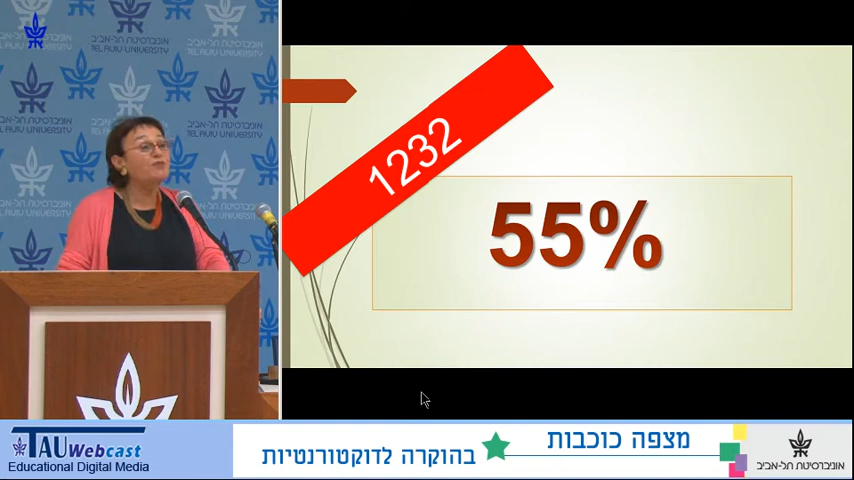 אוניברסיטת תל-אביב
TEL AVIV UNIVERSITY
1232
55%
TAU Webcast
Educational Digital Media
מצפה כוכבות
בהוקרה לדוקטורנטיות
אוניברסיטת תל-אביב